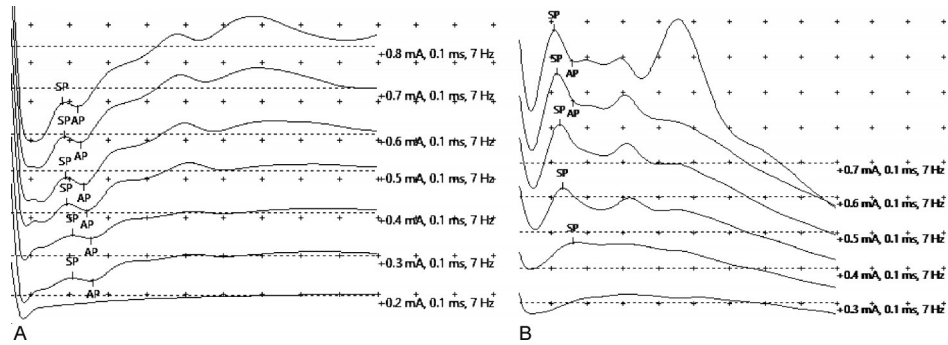 +0.8 mA, 0.1 ms, 7 Hz
SP
+0.7 mA, 0.1 ms, 7 Hz
AP
SP
+0.6 mA, 0.1 ms, 7 Hz
AP
SP
+0.5 mA, 0.1 ms, 7 Hz
SP
AP
+0.4 mA, 0.1 ms, 7 Hz
SP
AP
AP
+0.3 mA, 0.1 ms, 7 Hz
SP
AP
+0.2 mA, 0.1 ms, 7 Hz
A
SP
SP
AP
AP
SP
+0.7 mA, 0.1 ms, 7 Hz
SP
+0.6 mA, 0.1 ms, 7 Hz
SP
+0.5 mA, 0.1 ms, 7 Hz
+0.4 mA, 0.1 ms, 7 Hz
+0.3 mA, 0.1 ms, 7 Hz
B